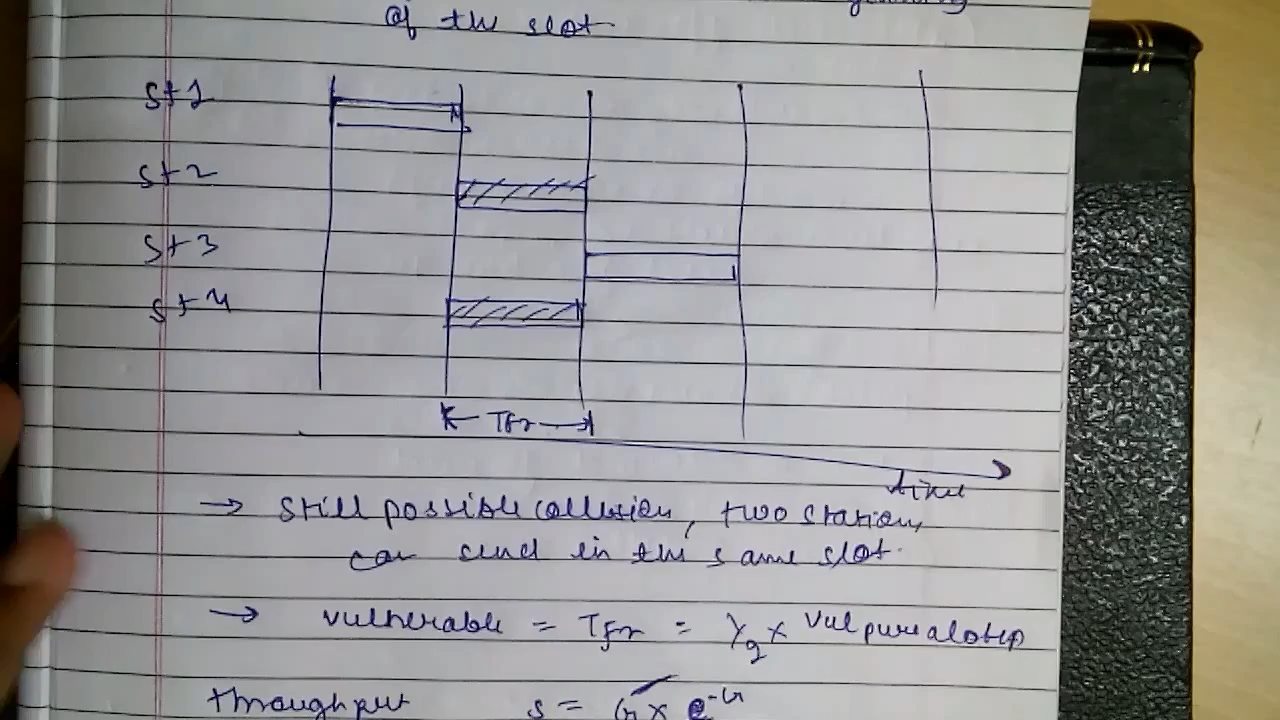 of the slot.
St 1
St 2
St 3
St 4
Tfr
time
→ Still possible collision, two station,
can send in the same slot.
→ vulnerable = Tfr = 1/2 x vul pure aloha
throughput S = G x e^-G